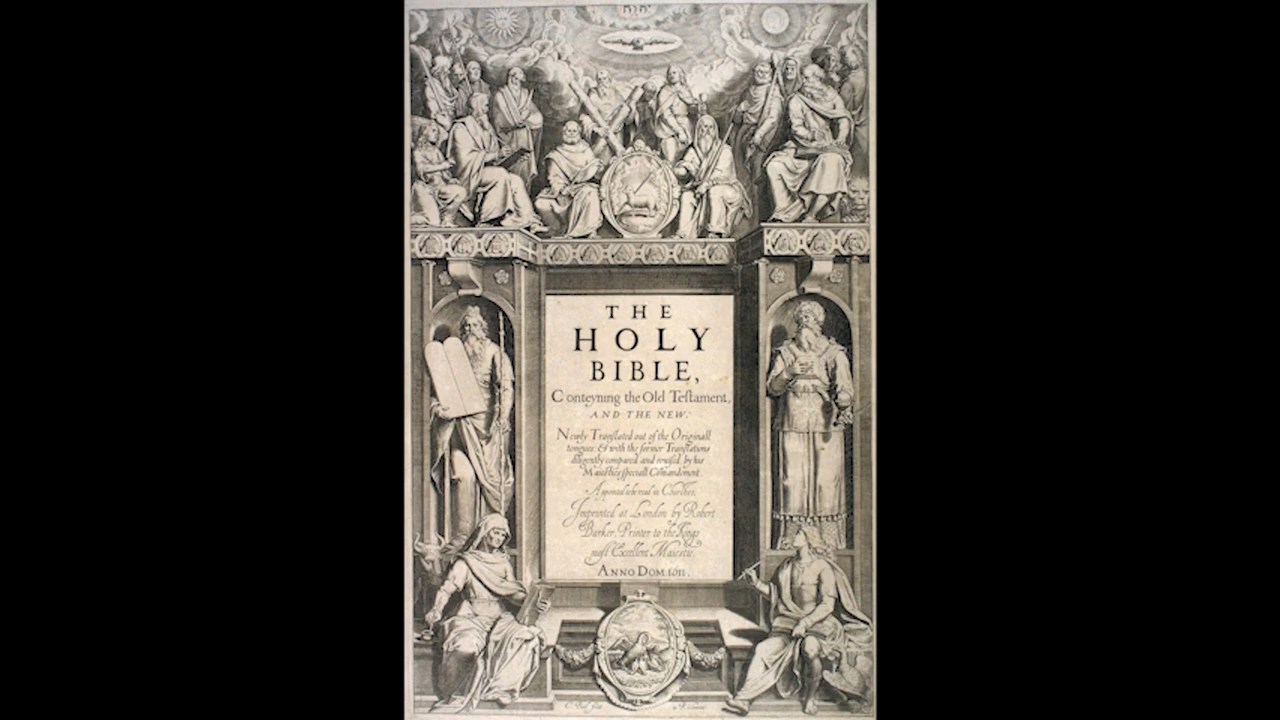 יהוה
THE
HOLY
BIBLE,
Conteyning the Old Teſtament,
AND THE NEW:
Newly Tranſlated out of the Originall
tongues: & with the former Tranſlations
diligently compared and reuiſed, by his
Maieſties ſpeciall Cõmandement.
Appointed to be read in Churches.
Imprinted at London by Robert
Barker, Printer to the Kings
moſt Excellent Maieſtie.
ANNO DOM. 1611.